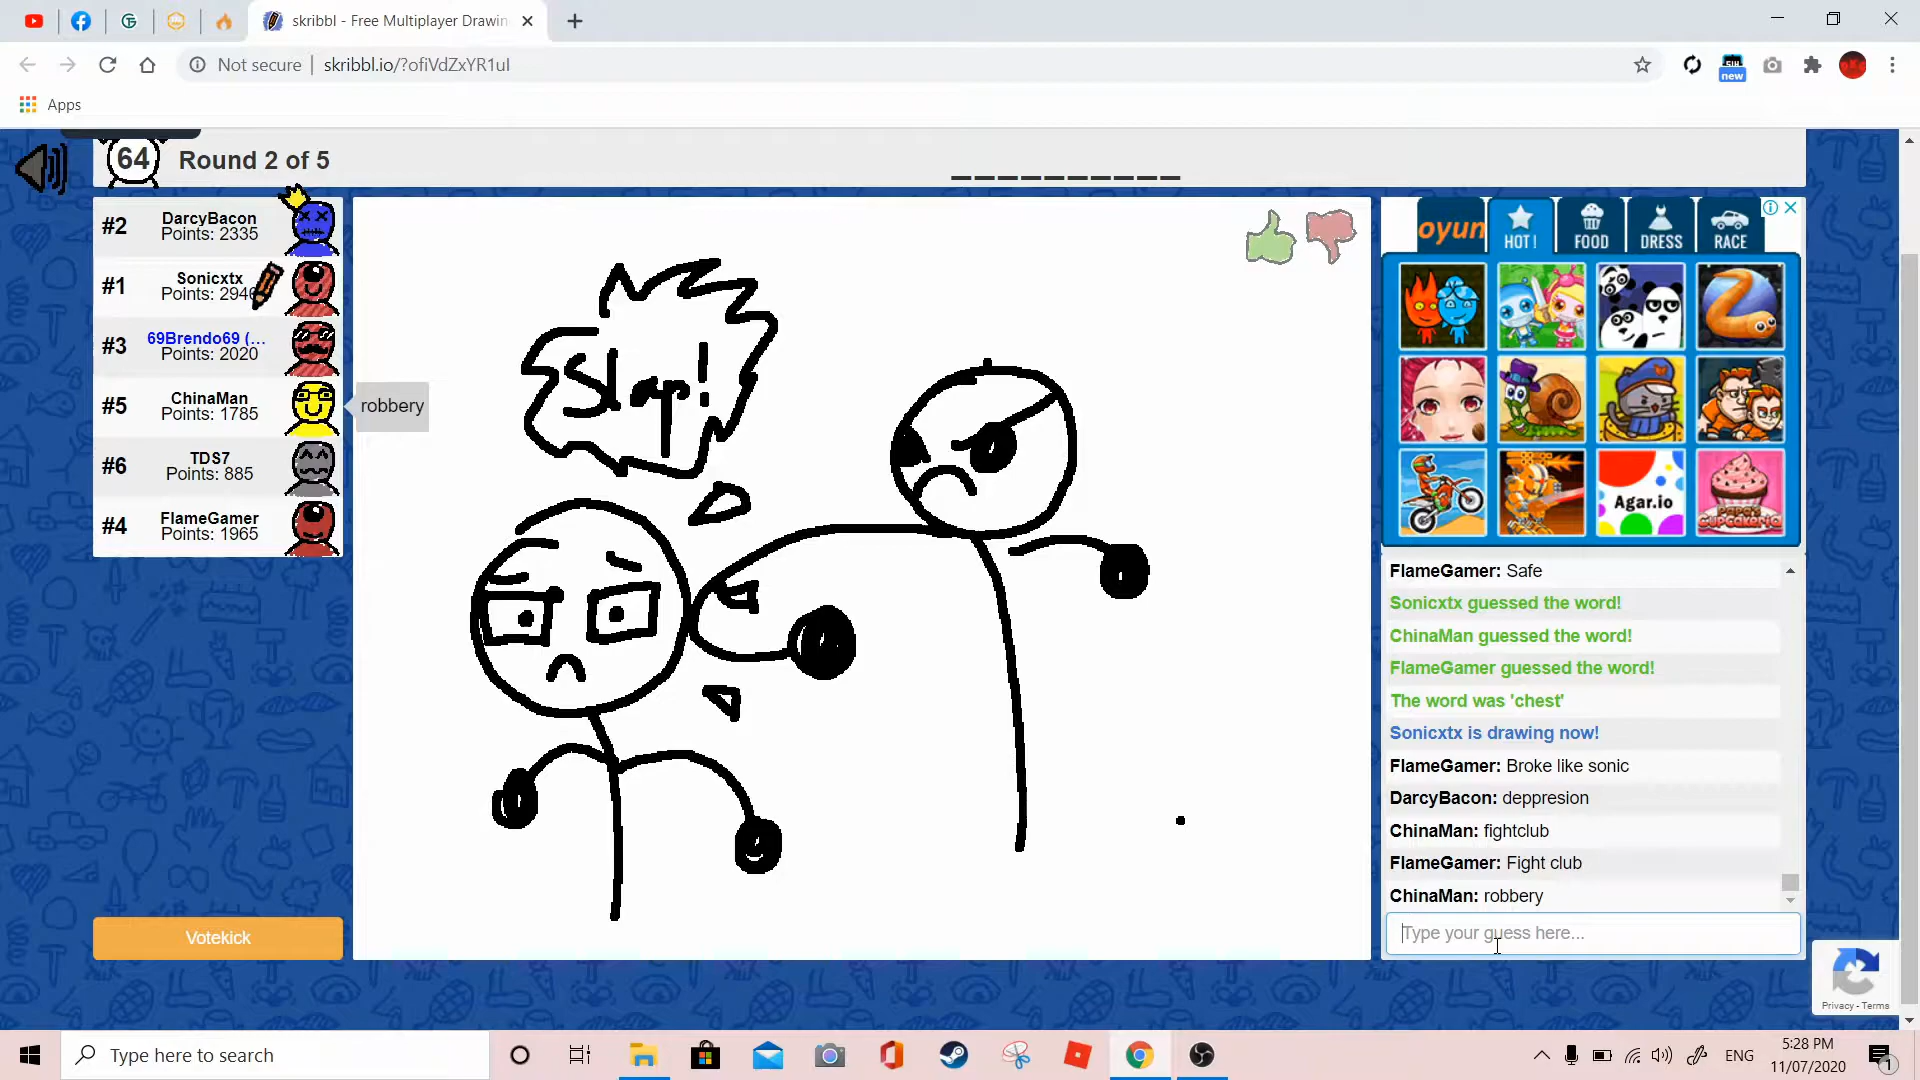 skribbl - Free Multiplayer Drawin
Not secure | skribbl.io/?ofiVdZxYR1uI
new
Apps
64 Round 2 of 5
#2 DarcyBacon
Points: 2335
#1 Sonicxtx
Points: 2940
#3 69Brendo69 (...
Points: 2020
#5 ChinaMan
Points: 1785
robbery
#6 TDS7
Points: 885
#4 FlameGamer
Points: 1965
Votekick
Slap!
oyun HOT! FOOD DRESS RACE
Agar.io
FlameGamer: Safe
Sonicxtx guessed the word!
ChinaMan guessed the word!
FlameGamer guessed the word!
The word was 'chest'
Sonicxtx is drawing now!
FlameGamer: Broke like sonic
DarcyBacon: deppresion
ChinaMan: fightclub
FlameGamer: Fight club
ChinaMan: robbery
Type your guess here...
Privacy - Terms
Type here to search
ENG
5:28 PM
11/07/2020
1